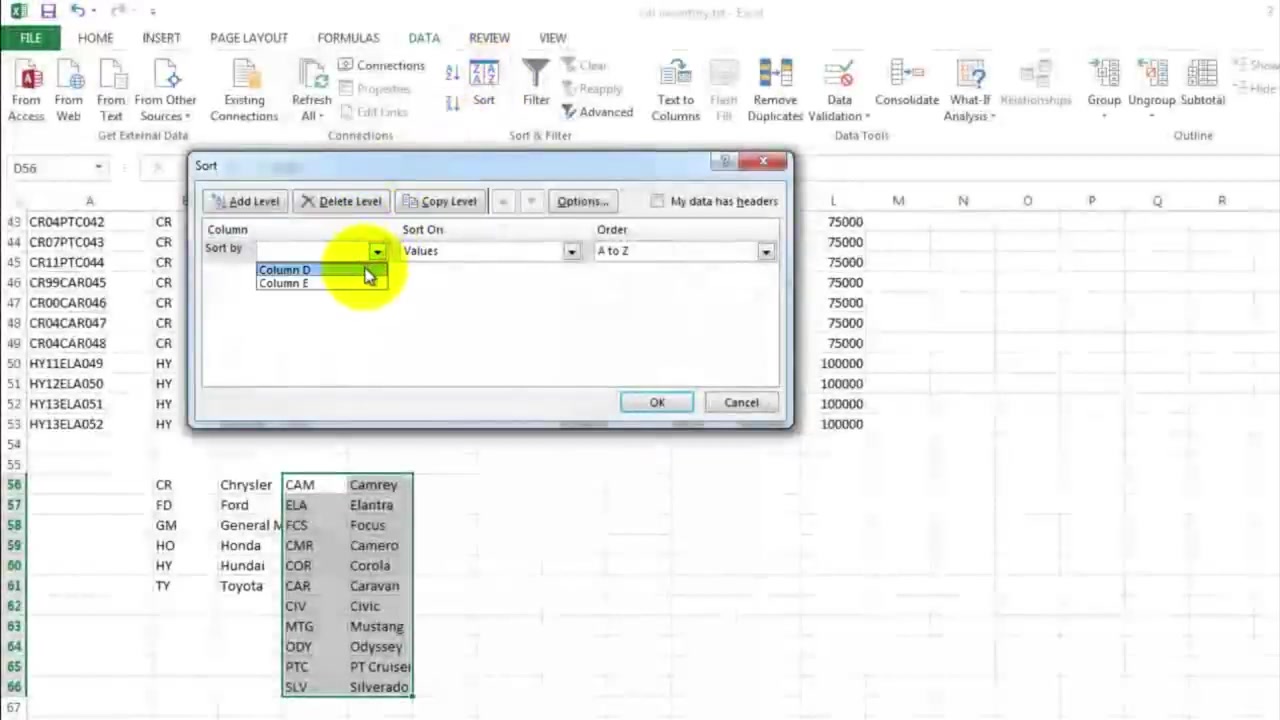 car inventory.txt - Excel
FILE HOME INSERT PAGE LAYOUT FORMULAS DATA REVIEW VIEW
From Access
From Web
From Text
From Other Sources
Get External Data
Existing Connections
Refresh All
Connections
Properties
Edit Links
Connections
Sort
Filter
Clear
Reapply
Advanced
Sort & Filter
Text to Columns
Flash Fill
Remove Duplicates
Data Validation
Consolidate
What-If Analysis
Relationships
Data Tools
Group
Ungroup
Subtotal
Show
Hide
Outline
D56
Sort
Add Level Delete Level Copy Level Options... My data has headers
Column Sort On Order
Sort by Values A to Z
Column D
Column E
OK Cancel
A L M N O P Q R
43 CR04PTC042 CR 75000
44 CR07PTC043 CR 75000
45 CR11PTC044 CR 75000
46 CR99CAR045 CR 75000
47 CR00CAR046 CR 75000
48 CR04CAR047 CR 75000
49 CR04CAR048 CR 75000
50 HY11ELA049 HY 100000
51 HY12ELA050 HY 100000
52 HY13ELA051 HY 100000
53 HY13ELA052 HY 100000
54
55
56 CR Chrysler CAM Camrey
57 FD Ford ELA Elantra
58 GM General M FCS Focus
59 HO Honda CMR Camero
60 HY Hundai COR Corola
61 TY Toyota CAR Caravan
62 CIV Civic
63 MTG Mustang
64 ODY Odyssey
65 PTC PT Cruiser
66 SLV Silverado
67